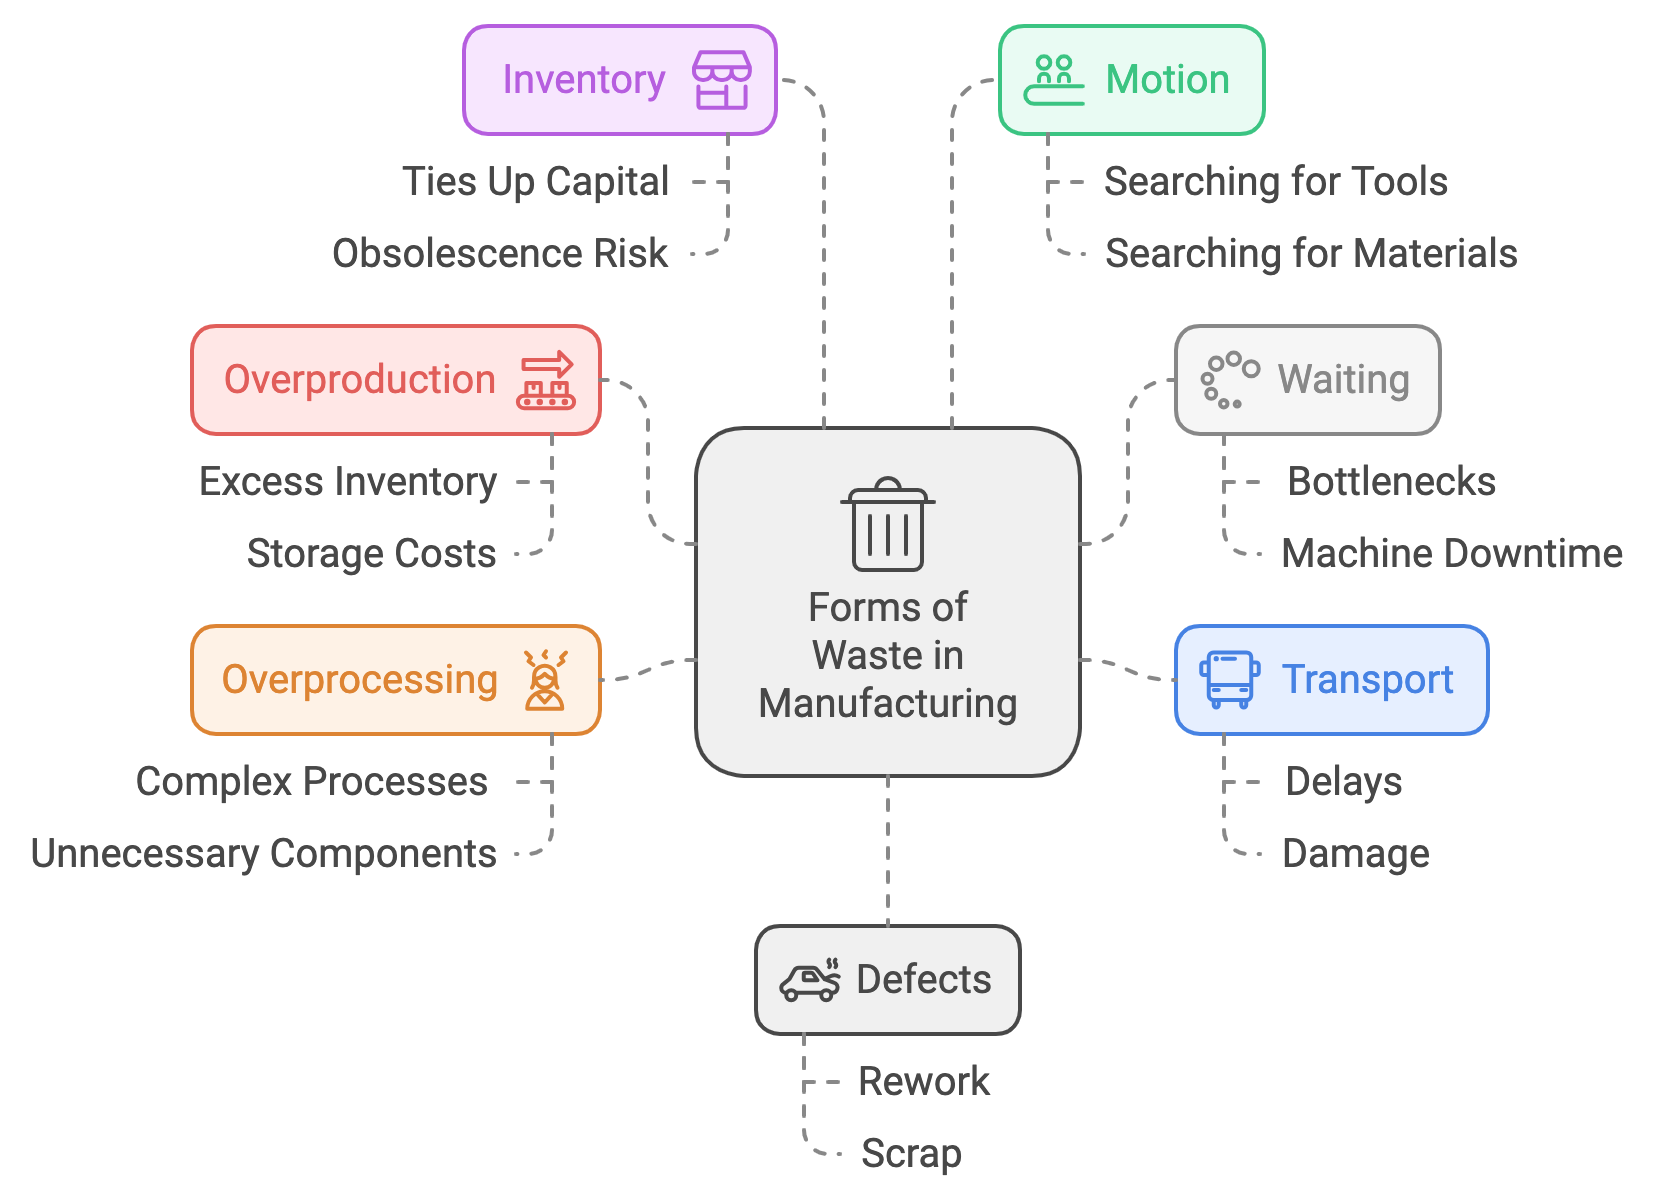 Inventory
Ties Up Capital
Obsolescence Risk
Motion
Searching for Tools
Searching for Materials
Overproduction
Excess Inventory
Storage Costs
Waiting
Bottlenecks
Machine Downtime
Forms of
Waste in
Manufacturing
Overprocessing
Complex Processes
Unnecessary Components
Transport
Delays
Damage
Defects
Rework
Scrap